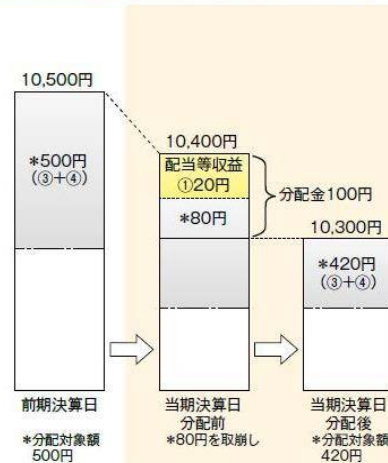 10,500円
*500円
(③+④)
10,400円
配当等収益
①20円
*80円
分配金100円
10,300円
*420円
(③+④)
前期決算日
*分配対象額
500円
当期決算日
分配前
*80円を取崩し
当期決算日
分配後
*分配対象額
420円